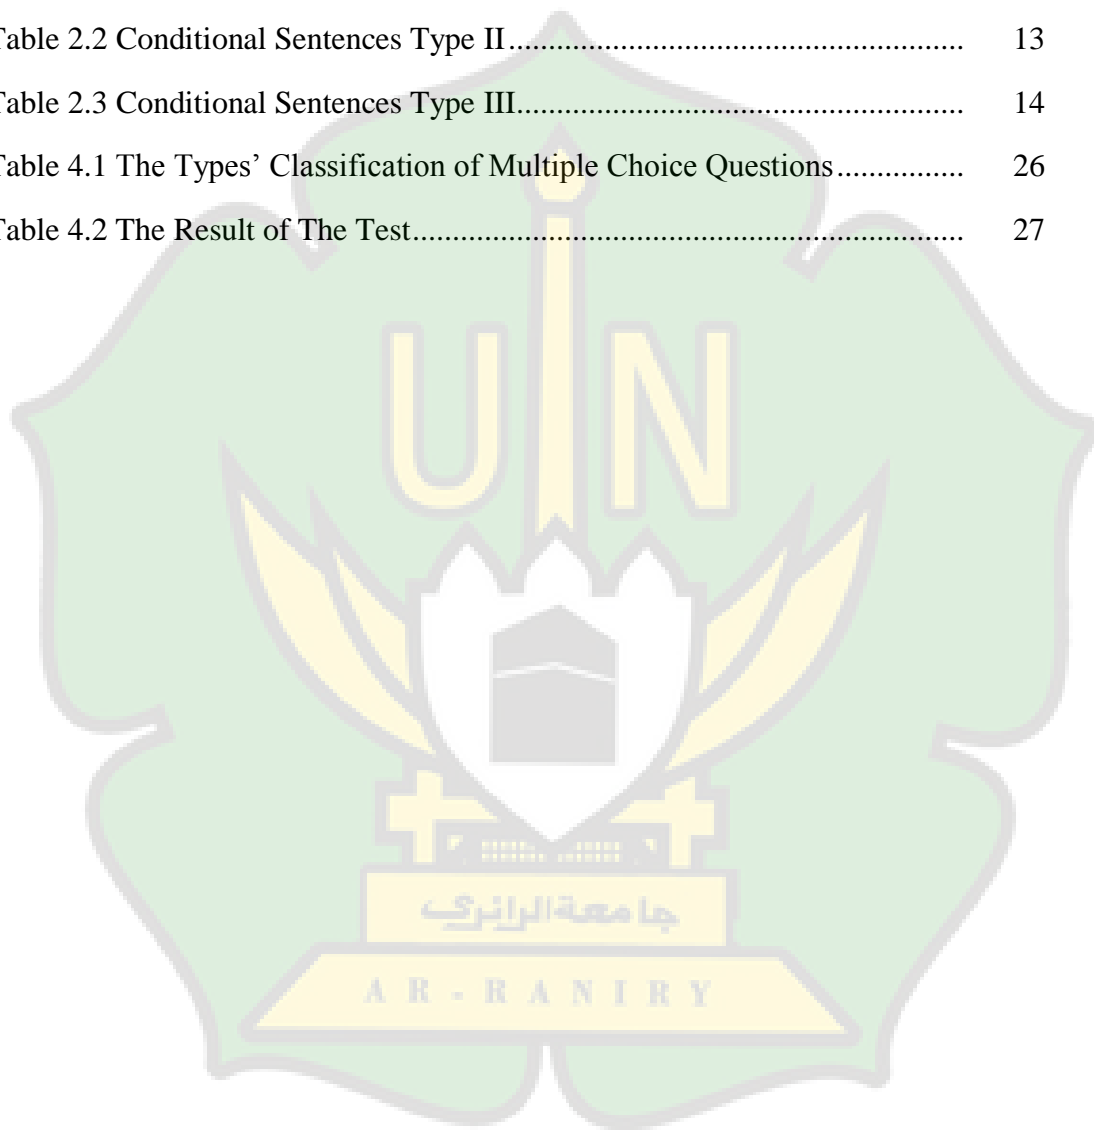 Table 2.2 Conditional Sentences Type II........................................................ 13
Table 2.3 Conditional Sentences Type III....................................................... 14
Table 4.1 The Types’ Classification of Multiple Choice Questions................ 26
Table 4.2 The Result of The Test..................................................................... 27
U N
جامعة الرانري
AR-RANIRY